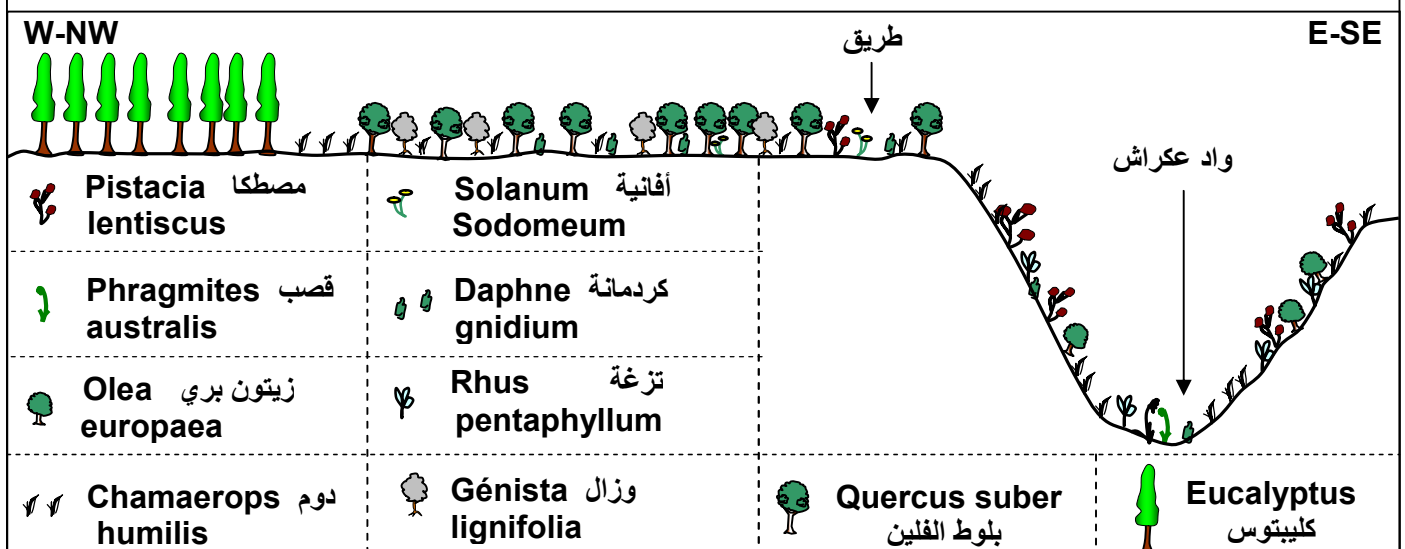 W-NW
طريق
E-SE
واد عكراش
Pistacia مصطكا
lentiscus
Solanum أفانية
Sodomeum
Phragmites قصب
australis
Daphne كردمانة
gnidium
Olea زيتون بري
europaea
Rhus تزغة
pentaphyllum
Chamaerops دوم
humilis
Génista وزال
lignifolia
Quercus suber
بلوط الفلين
Eucalyptus
كليبتوس